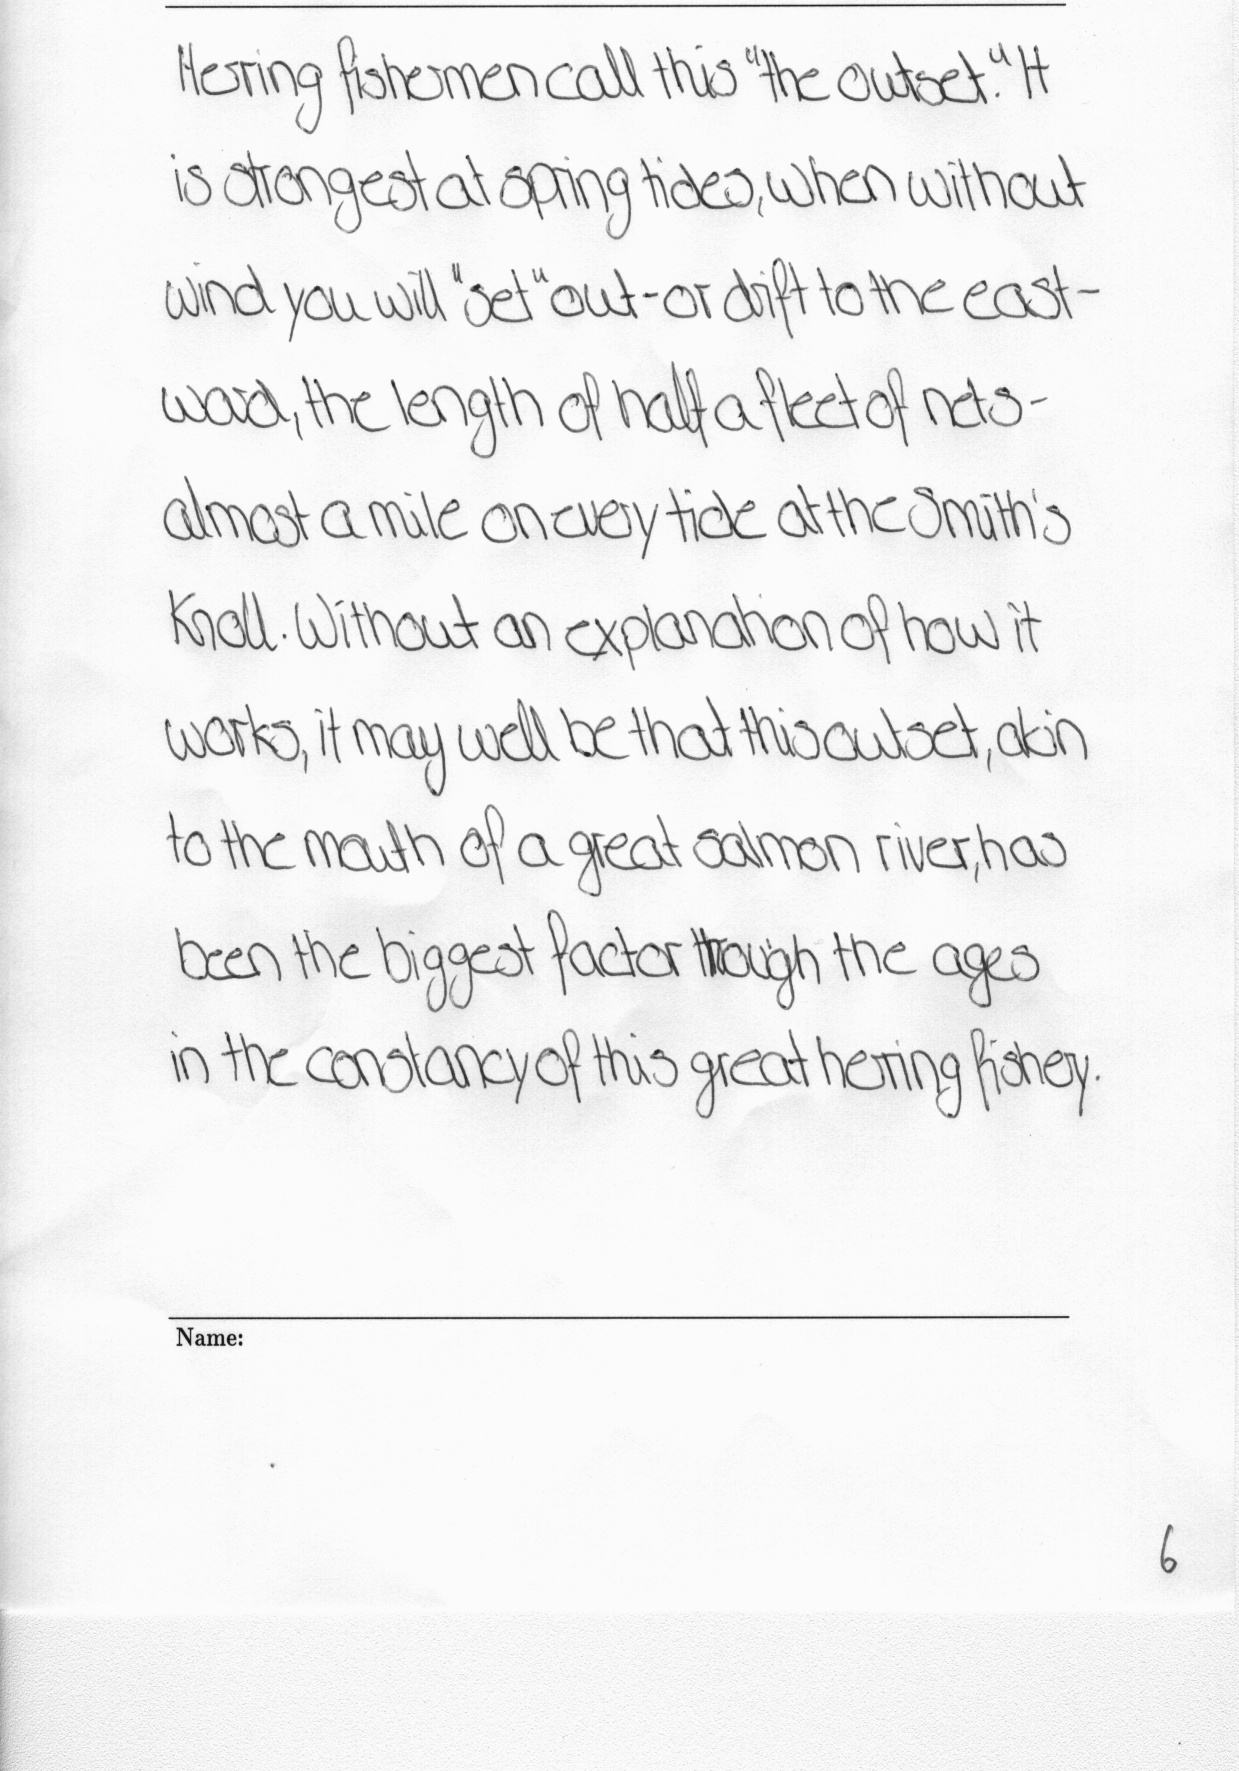 Herring fishermen call this "the outset." It
is strongest at spring tides, when without
wind you will "set" out - or drift to the east-
ward, the length of half a fleet of nets -
almost a mile on every tide at the Smith's
Knoll. Without an explanation of how it
works, it may well be that this outset, akin
to the mouth of a great salmon river, has
been the biggest factor through the ages
in the constancy of this great herring fishery.
Name:
6